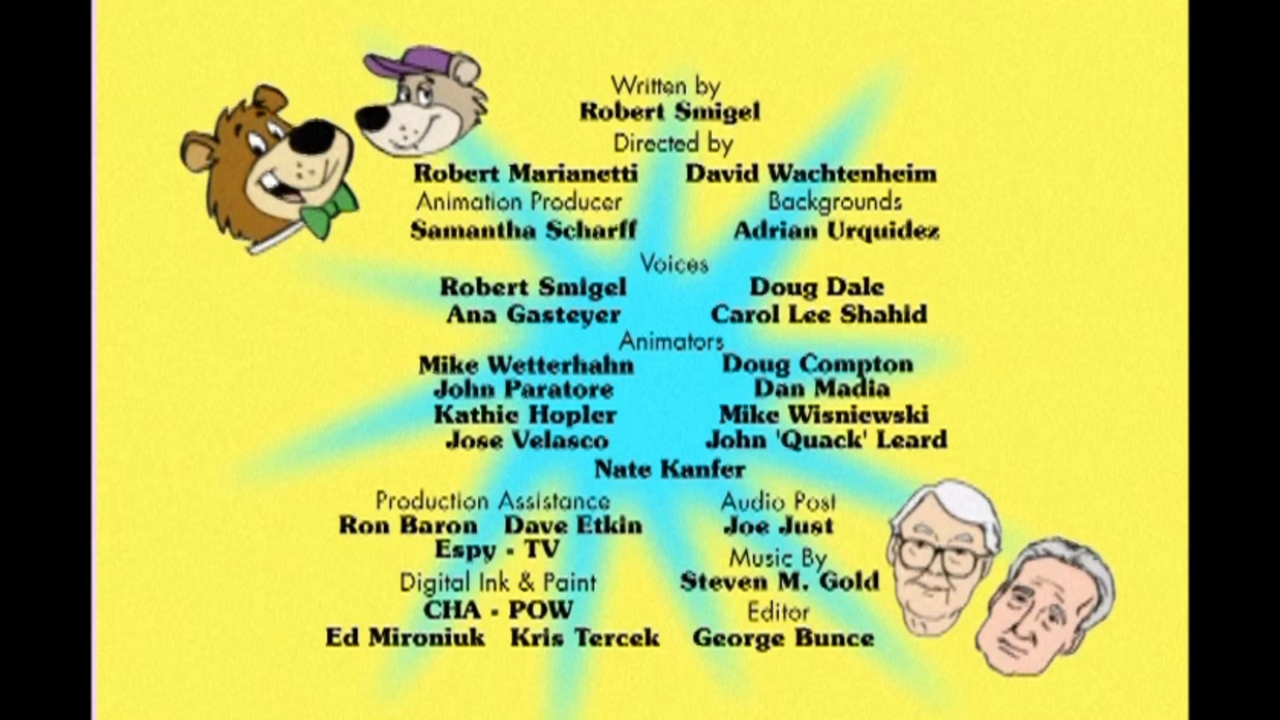 Written by
Robert Smigel
Directed by
Robert Marianetti David Wachtenheim
Animation Producer Backgrounds
Samantha Scharff Adrian Urquidez
Voices
Robert Smigel Doug Dale
Ana Gasteyer Carol Lee Shahid
Animators
Mike Wetterhahn Doug Compton
John Paratore Dan Madia
Kathie Hopler Mike Wisniewski
Jose Velasco John 'Quack' Leard
Nate Kanfer
Production Assistance Audio Post
Ron Baron Dave Etkin Joe Just
Espy - TV Music By
Digital Ink & Paint Steven M. Gold
CHA - POW Editor
Ed Mironiuk Kris Tercek George Bunce